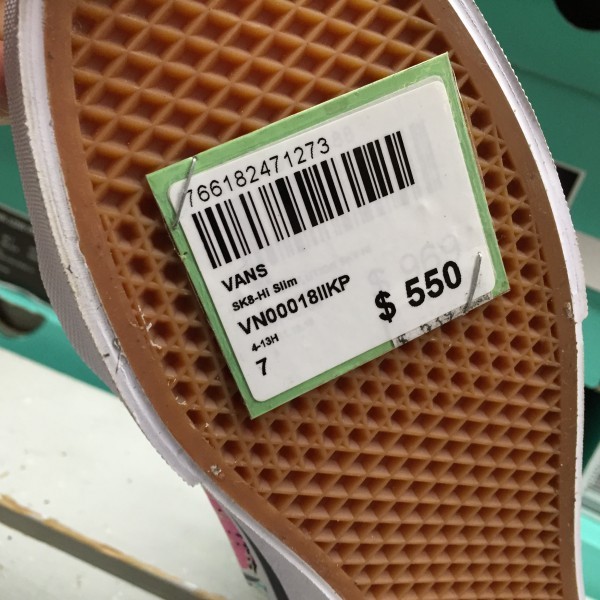 766182471273
VANS
SK8-Hi Slim
VN00018IIKP
$ 550
4-13H
7